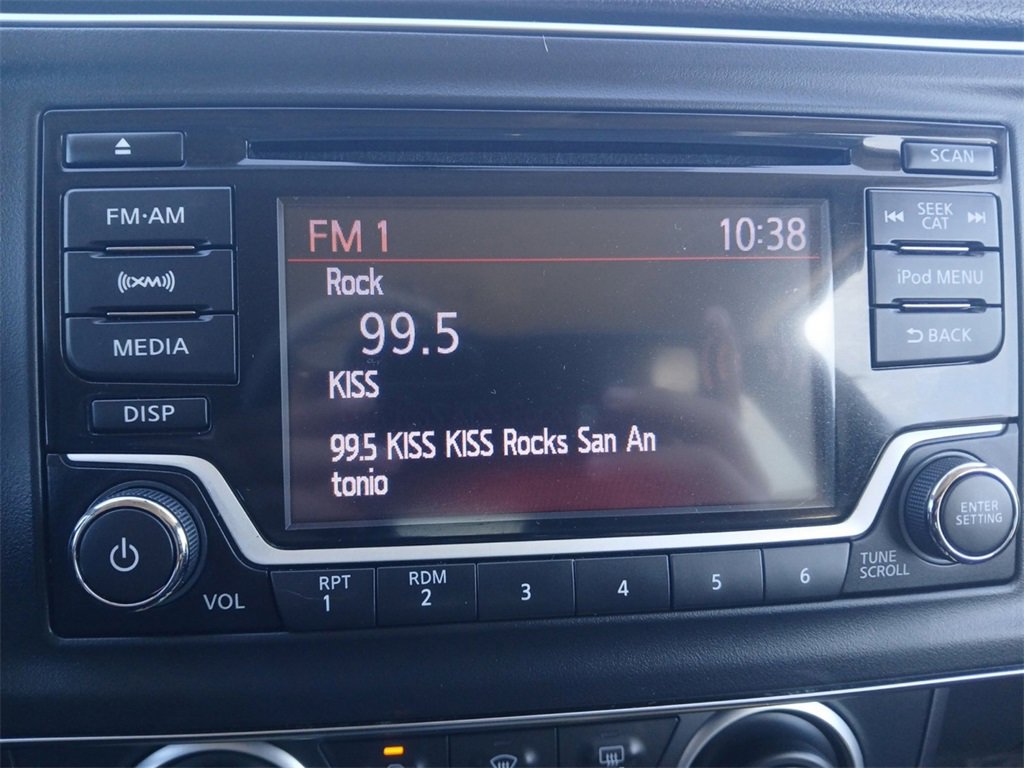 SCAN
FM·AM
SEEK
CAT
FM 1
10:38
XM
iPod MENU
Rock
99.5
MEDIA
BACK
KISS
DISP
99.5 KISS KISS Rocks San An
tonio
ENTER
SETTING
VOL
RPT
1
RDM
2
3
4
5
6
TUNE
SCROLL